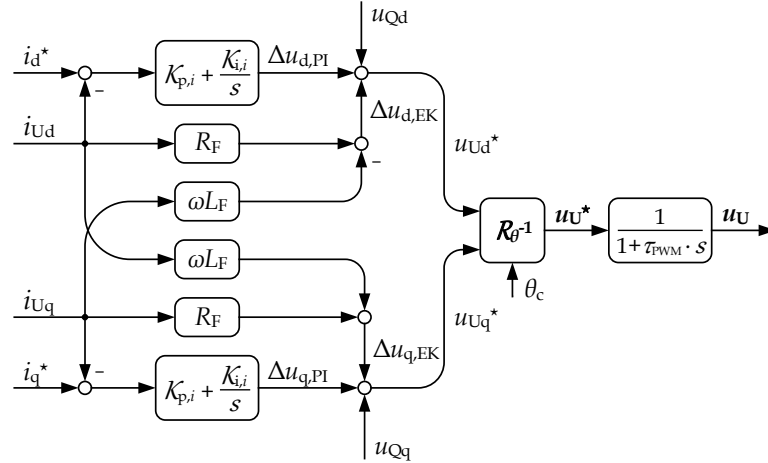 u_Qd
i_d* K_p,i + K_i,i/s Δu_d,PI
−
Δu_d,EK
i_Ud R_F
−
u_Ud*
ωL_F
R_θ⁻¹ u_U* 1/(1+τ_PWM · s) u_U
ωL_F
θ_c
i_Uq R_F
u_Uq*
Δu_q,EK
−
i_q* K_p,i + K_i,i/s Δu_q,PI
u_Qq